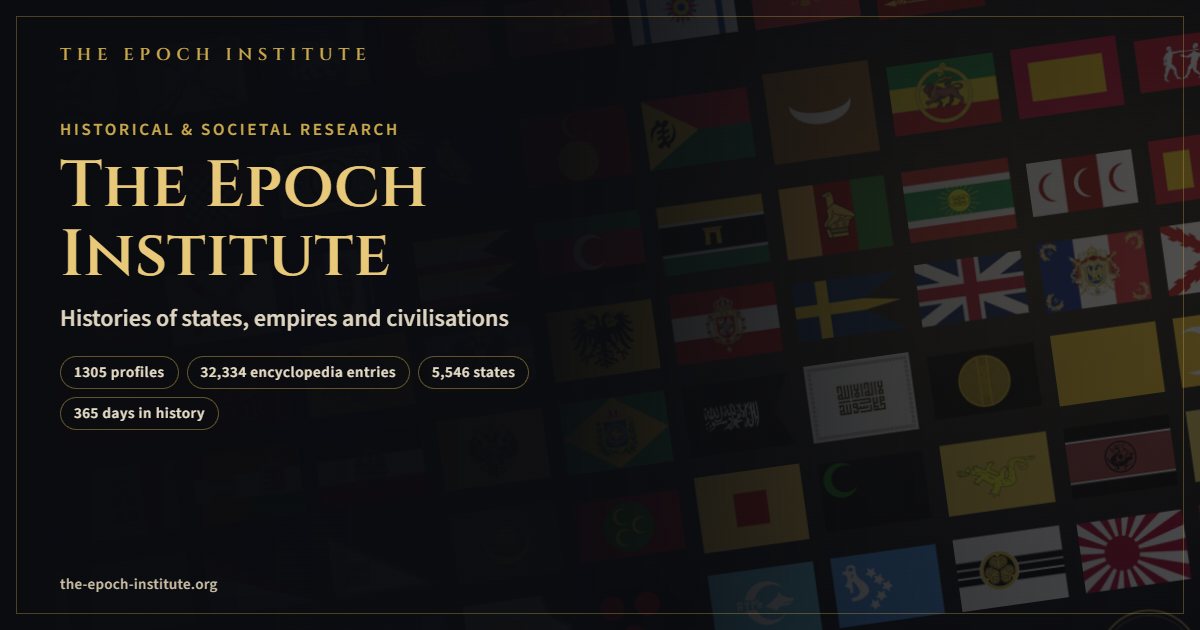 THE EPOCH INSTITUTE
HISTORICAL & SOCIETAL RESEARCH
THE EPOCH
INSTITUTE
Histories of states, empires and civilisations
1305 profiles
32,334 encyclopedia entries
5,546 states
365 days in history
the-epoch-institute.org